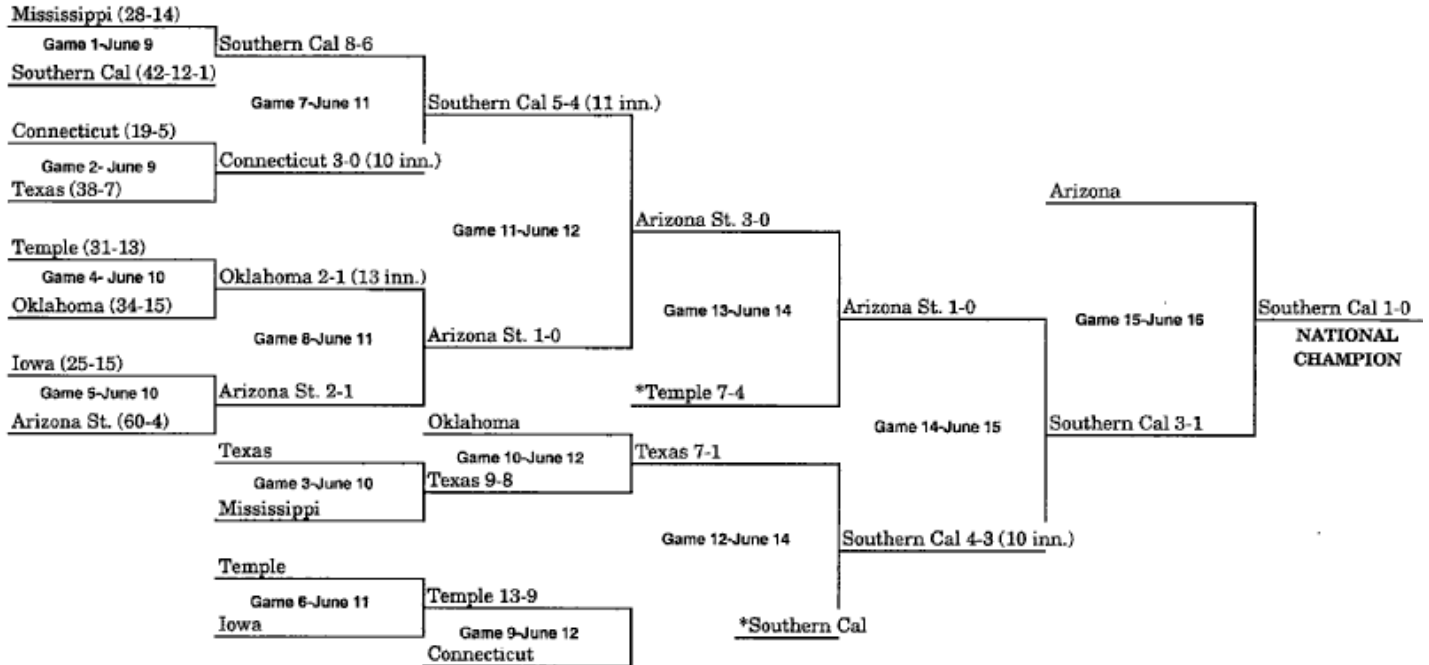 Mississippi (28-14)
Game 1-June 9
Southern Cal 8-6
Southern Cal (42-12-1)
Game 7-June 11
Southern Cal 5-4 (11 inn.)
Connecticut (19-5)
Game 2- June 9
Connecticut 3-0 (10 inn.)
Texas (38-7)
Arizona
Game 11-June 12
Arizona St. 3-0
Temple (31-13)
Game 4- June 10
Oklahoma 2-1 (13 inn.)
Oklahoma (34-15)
Game 13-June 14
Arizona St. 1-0
Game 15-June 16
Southern Cal 1-0
NATIONAL
CHAMPION
Game 8-June 11
Arizona St. 1-0
Iowa (25-15)
Game 5-June 10
Arizona St. 2-1
*Temple 7-4
Arizona St. (60-4)
Oklahoma
Game 14-June 15
Southern Cal 3-1
Texas
Game 10-June 12
Texas 7-1
Game 3-June 10
Texas 9-8
Mississippi
Game 12-June 14
Southern Cal 4-3 (10 inn.)
Temple
Game 6-June 11
Temple 13-9
Iowa
Game 9-June 12
*Southern Cal
Connecticut